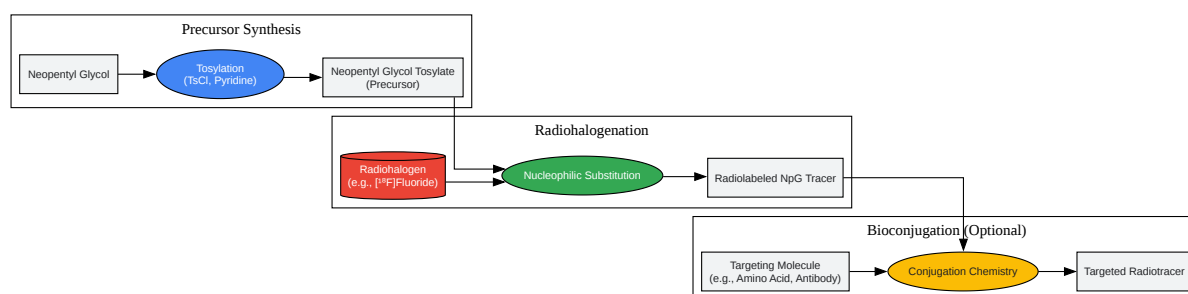 Precursor Synthesis
Neopentyl Glycol
Tosylation
(TsCl, Pyridine)
Neopentyl Glycol Tosylate
(Precursor)
Radiohalogenation
Radiohalogen
(e.g., [¹⁸F]Fluoride)
Nucleophilic Substitution
Radiolabeled NpG Tracer
Bioconjugation (Optional)
Targeting Molecule
(e.g., Amino Acid, Antibody)
Conjugation Chemistry
Targeted Radiotracer